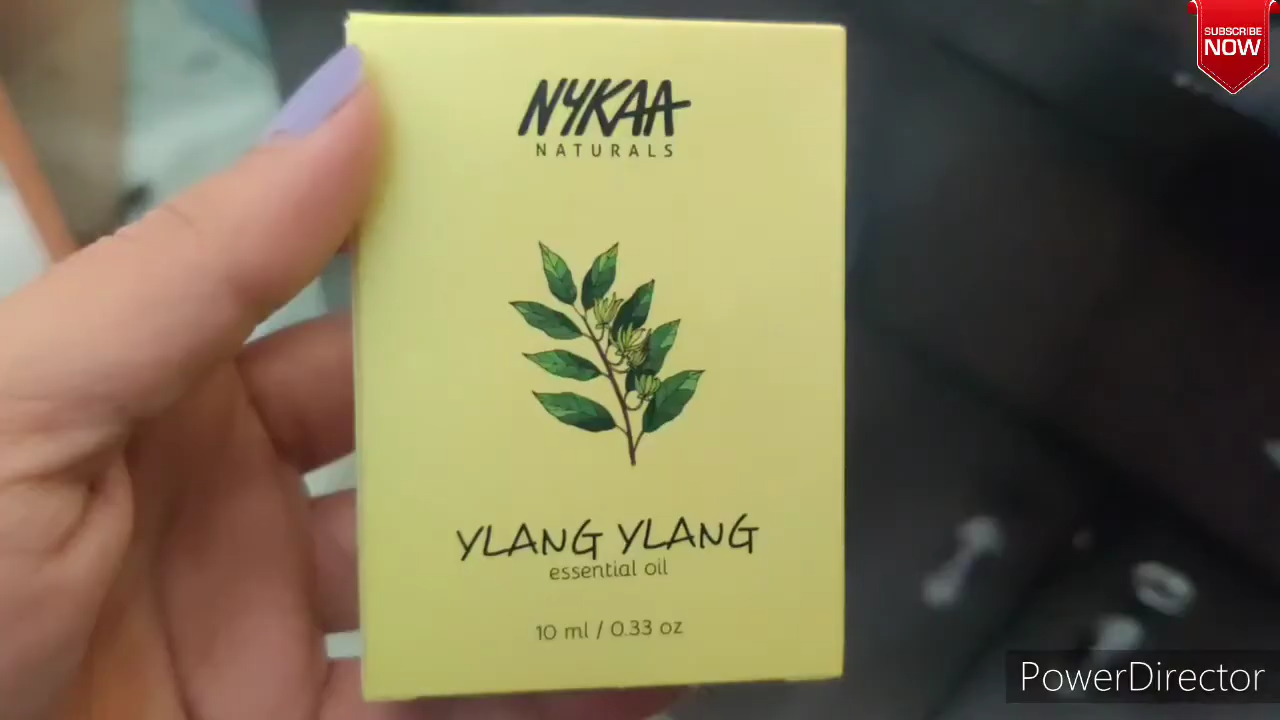 SUBSCRIBE
NOW
NYKAA
NATURALS
YLANG YLANG
essential oil
10 ml / 0.33 oz
PowerDirector